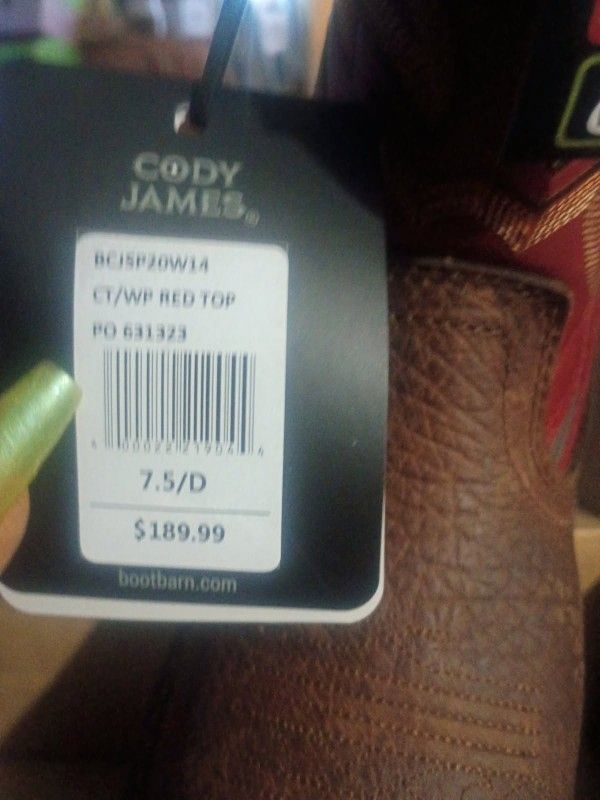 CODY
JAMES®
BCJSP20W14
CT/WP RED TOP
PO 631323
7.5/D
$189.99
bootbarn.com